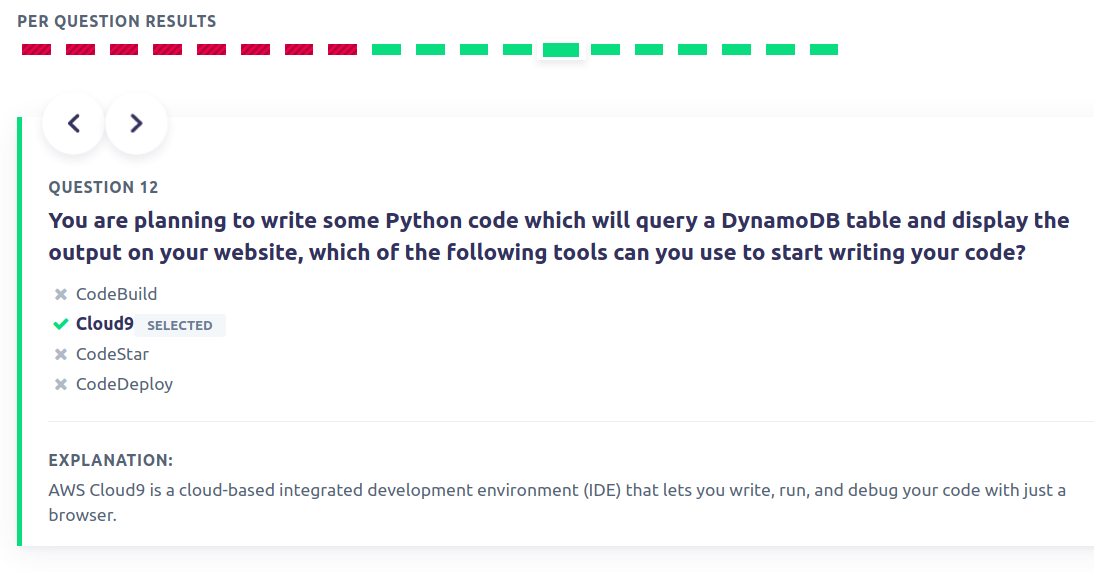 PER QUESTION RESULTS
QUESTION 12
You are planning to write some Python code which will query a DynamoDB table and display the
output on your website, which of the following tools can you use to start writing your code?
CodeBuild
Cloud9 SELECTED
CodeStar
CodeDeploy
EXPLANATION:
AWS Cloud9 is a cloud-based integrated development environment (IDE) that lets you write, run, and debug your code with just a
browser.